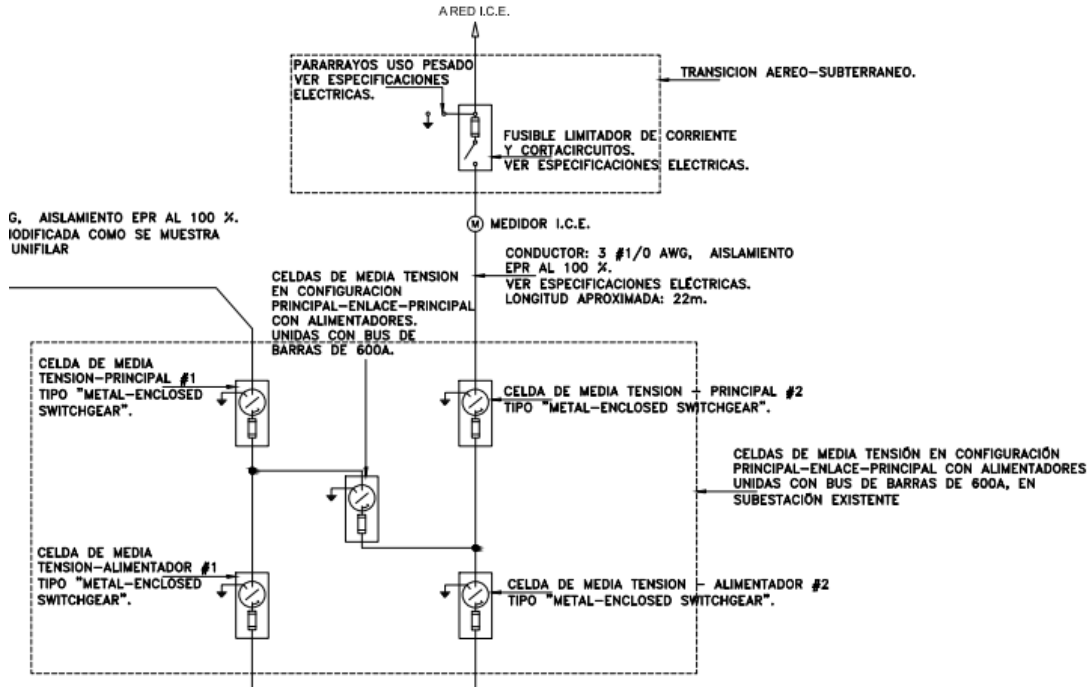 A RED I.C.E.
PARARRAYOS USO PESADO
VER ESPECIFICACIONES
ELECTRICAS.
TRANSICION AEREO-SUBTERRANEO.
FUSIBLE LIMITADOR DE CORRIENTE
Y CORTACIRCUITOS.
VER ESPECIFICACIONES ELECTRICAS.
G, AISLAMIENTO EPR AL 100 %.
MODIFICADA COMO SE MUESTRA
UNIFILAR
M MEDIDOR I.C.E.
CONDUCTOR: 3 #1/0 AWG, AISLAMIENTO
EPR AL 100 %.
VER ESPECIFICACIONES ELÉCTRICAS.
LONGITUD APROXIMADA: 22m.
CELDAS DE MEDIA TENSION
EN CONFIGURACION
PRINCIPAL-ENLACE-PRINCIPAL
CON ALIMENTADORES.
UNIDAS CON BUS DE
BARRAS DE 600A.
CELDA DE MEDIA
TENSION-PRINCIPAL #1
TIPO "METAL-ENCLOSED
SWITCHGEAR".
CELDA DE MEDIA TENSION - PRINCIPAL #2
TIPO "METAL-ENCLOSED SWITCHGEAR".
CELDAS DE MEDIA TENSIÓN EN CONFIGURACIÓN
PRINCIPAL-ENLACE-PRINCIPAL CON ALIMENTADORES
UNIDAS CON BUS DE BARRAS DE 600A, EN
SUBESTACIÓN EXISTENTE
CELDA DE MEDIA
TENSION-ALIMENTADOR #1
TIPO "METAL-ENCLOSED
SWITCHGEAR".
CELDA DE MEDIA TENSION - ALIMENTADOR #2
TIPO "METAL-ENCLOSED SWITCHGEAR".